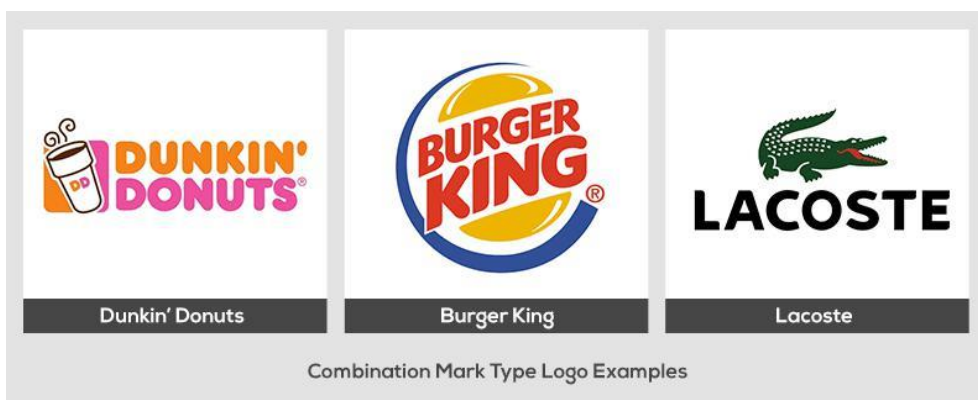 DD
DUNKIN'
DONUTS®
BURGER
KING
®
LACOSTE
Dunkin' Donuts
Burger King
Lacoste
Combination Mark Type Logo Examples